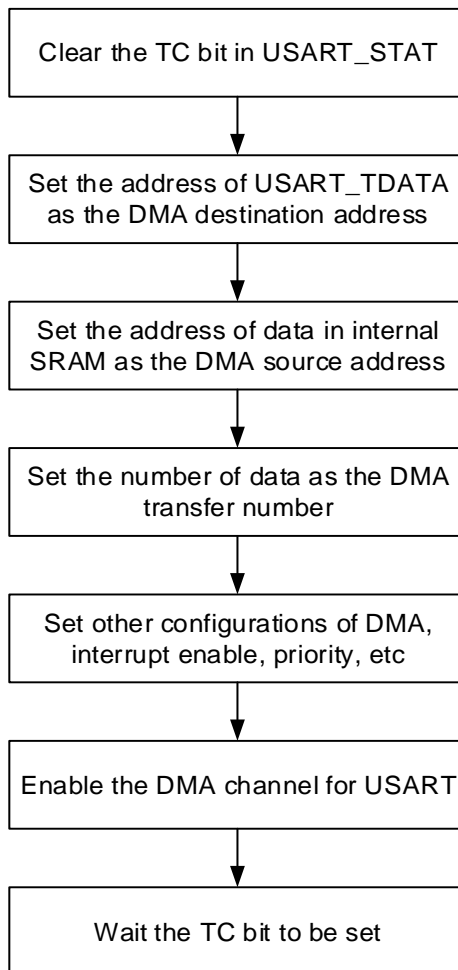 Clear the TC bit in USART_STAT
Set the address of USART_TDATA
as the DMA destination address
Set the address of data in internal
SRAM as the DMA source address
Set the number of data as the DMA
transfer number
Set other configurations of DMA,
interrupt enable, priority, etc
Enable the DMA channel for USART
Wait the TC bit to be set